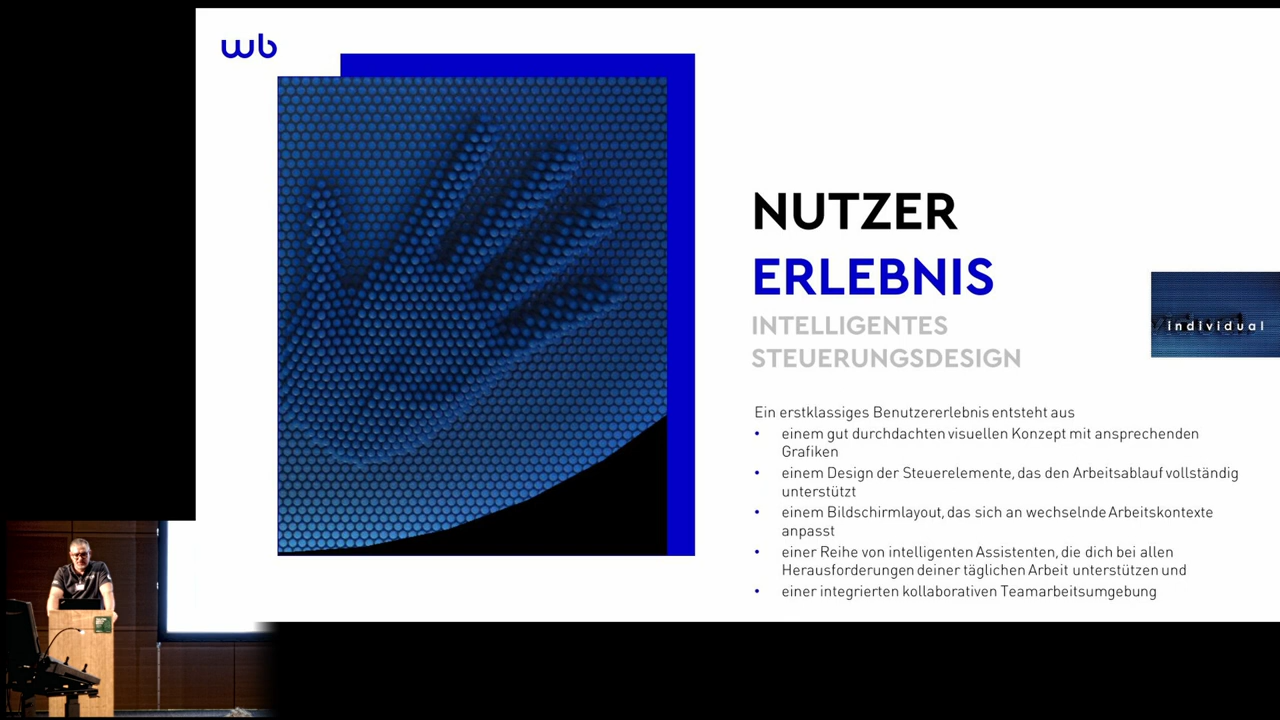 wb
NUTZER
ERLEBNIS
INTELLIGENTES
STEUERUNGSDESIGN
individual
Ein erstklassiges Benutzererlebnis entsteht aus
• einem gut durchdachten visuellen Konzept mit ansprechenden
Grafiken
• einem Design der Steuerelemente, das den Arbeitsablauf vollständig
unterstützt
• einem Bildschirmlayout, das sich an wechselnde Arbeitskontexte
anpasst
• einer Reihe von intelligenten Assistenten, die dich bei allen
Herausforderungen deiner täglichen Arbeit unterstützen und
• einer integrierten kollaborativen Teamarbeitsumgebung